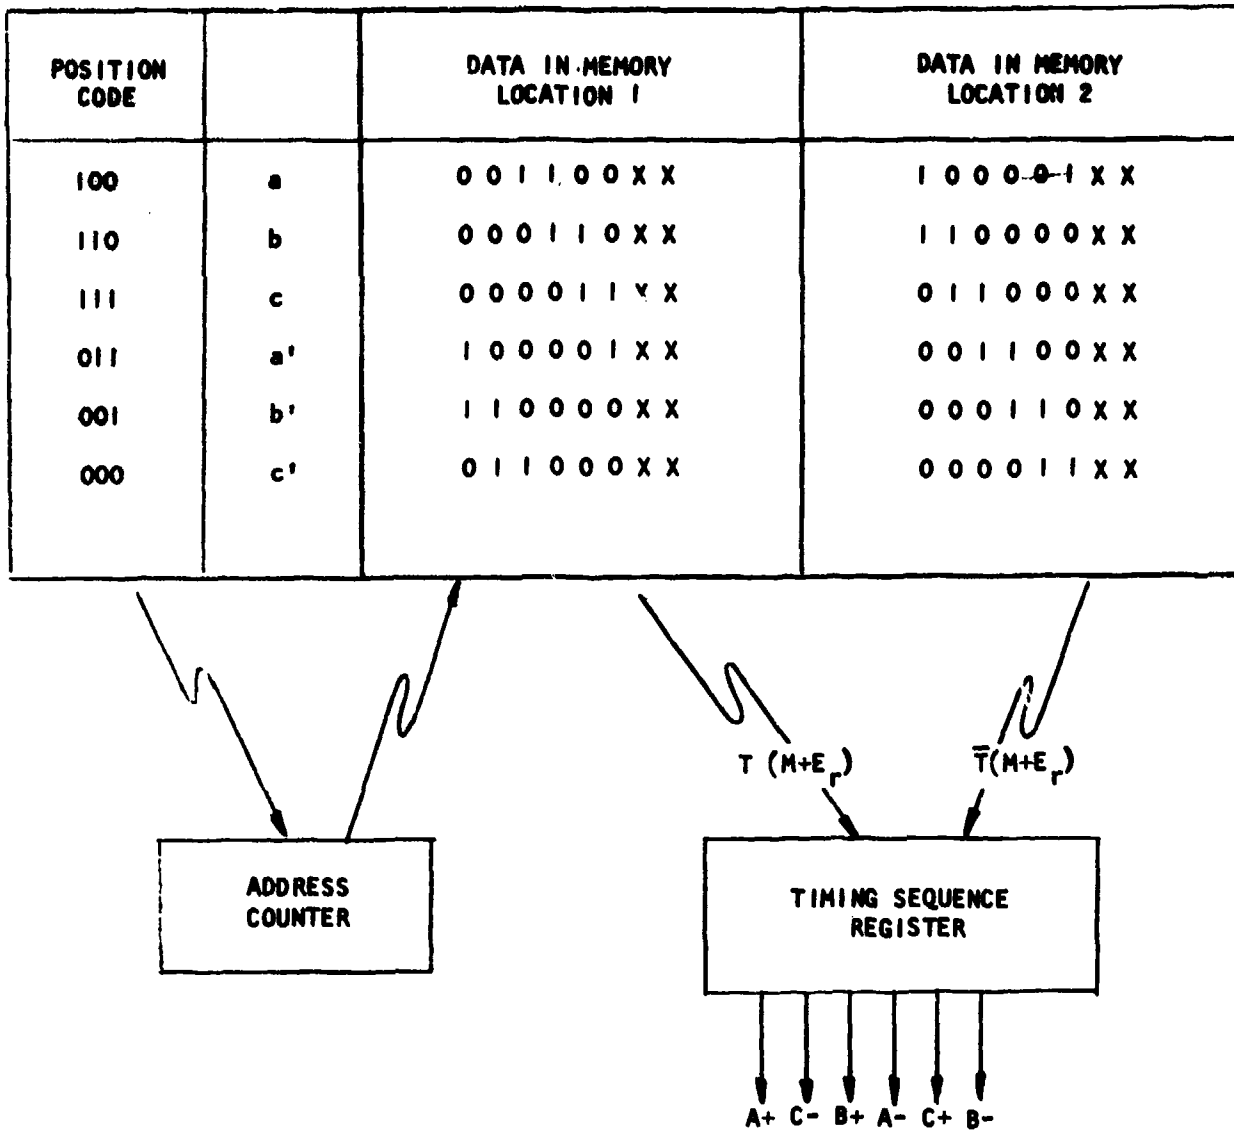 POSITION CODE
DATA IN MEMORY LOCATION 1
DATA IN MEMORY LOCATION 2
100 a 0 0 1 1 0 0 X X 1 0 0 0 0 1 X X
110 b 0 0 0 1 1 0 X X 1 1 0 0 0 0 X X
111 c 0 0 0 0 1 1 X X 0 1 1 0 0 0 X X
011 a' 1 0 0 0 0 1 X X 0 0 1 1 0 0 X X
001 b' 1 1 0 0 0 0 X X 0 0 0 1 1 0 X X
000 c' 0 1 1 0 0 0 X X 0 0 0 0 1 1 X X
T (M+E_r) T̅(M+E_r)
ADDRESS COUNTER
TIMING SEQUENCE REGISTER
A+ C- B+ A- C+ B-